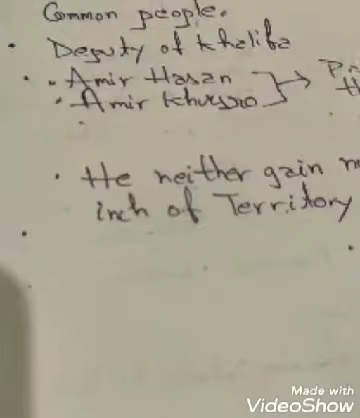 Common people.
• Deputy of Khalifa
• Amir Hasan
• Amir Khusro
• He neither gain
inch of Territory
Made with
VideoShow